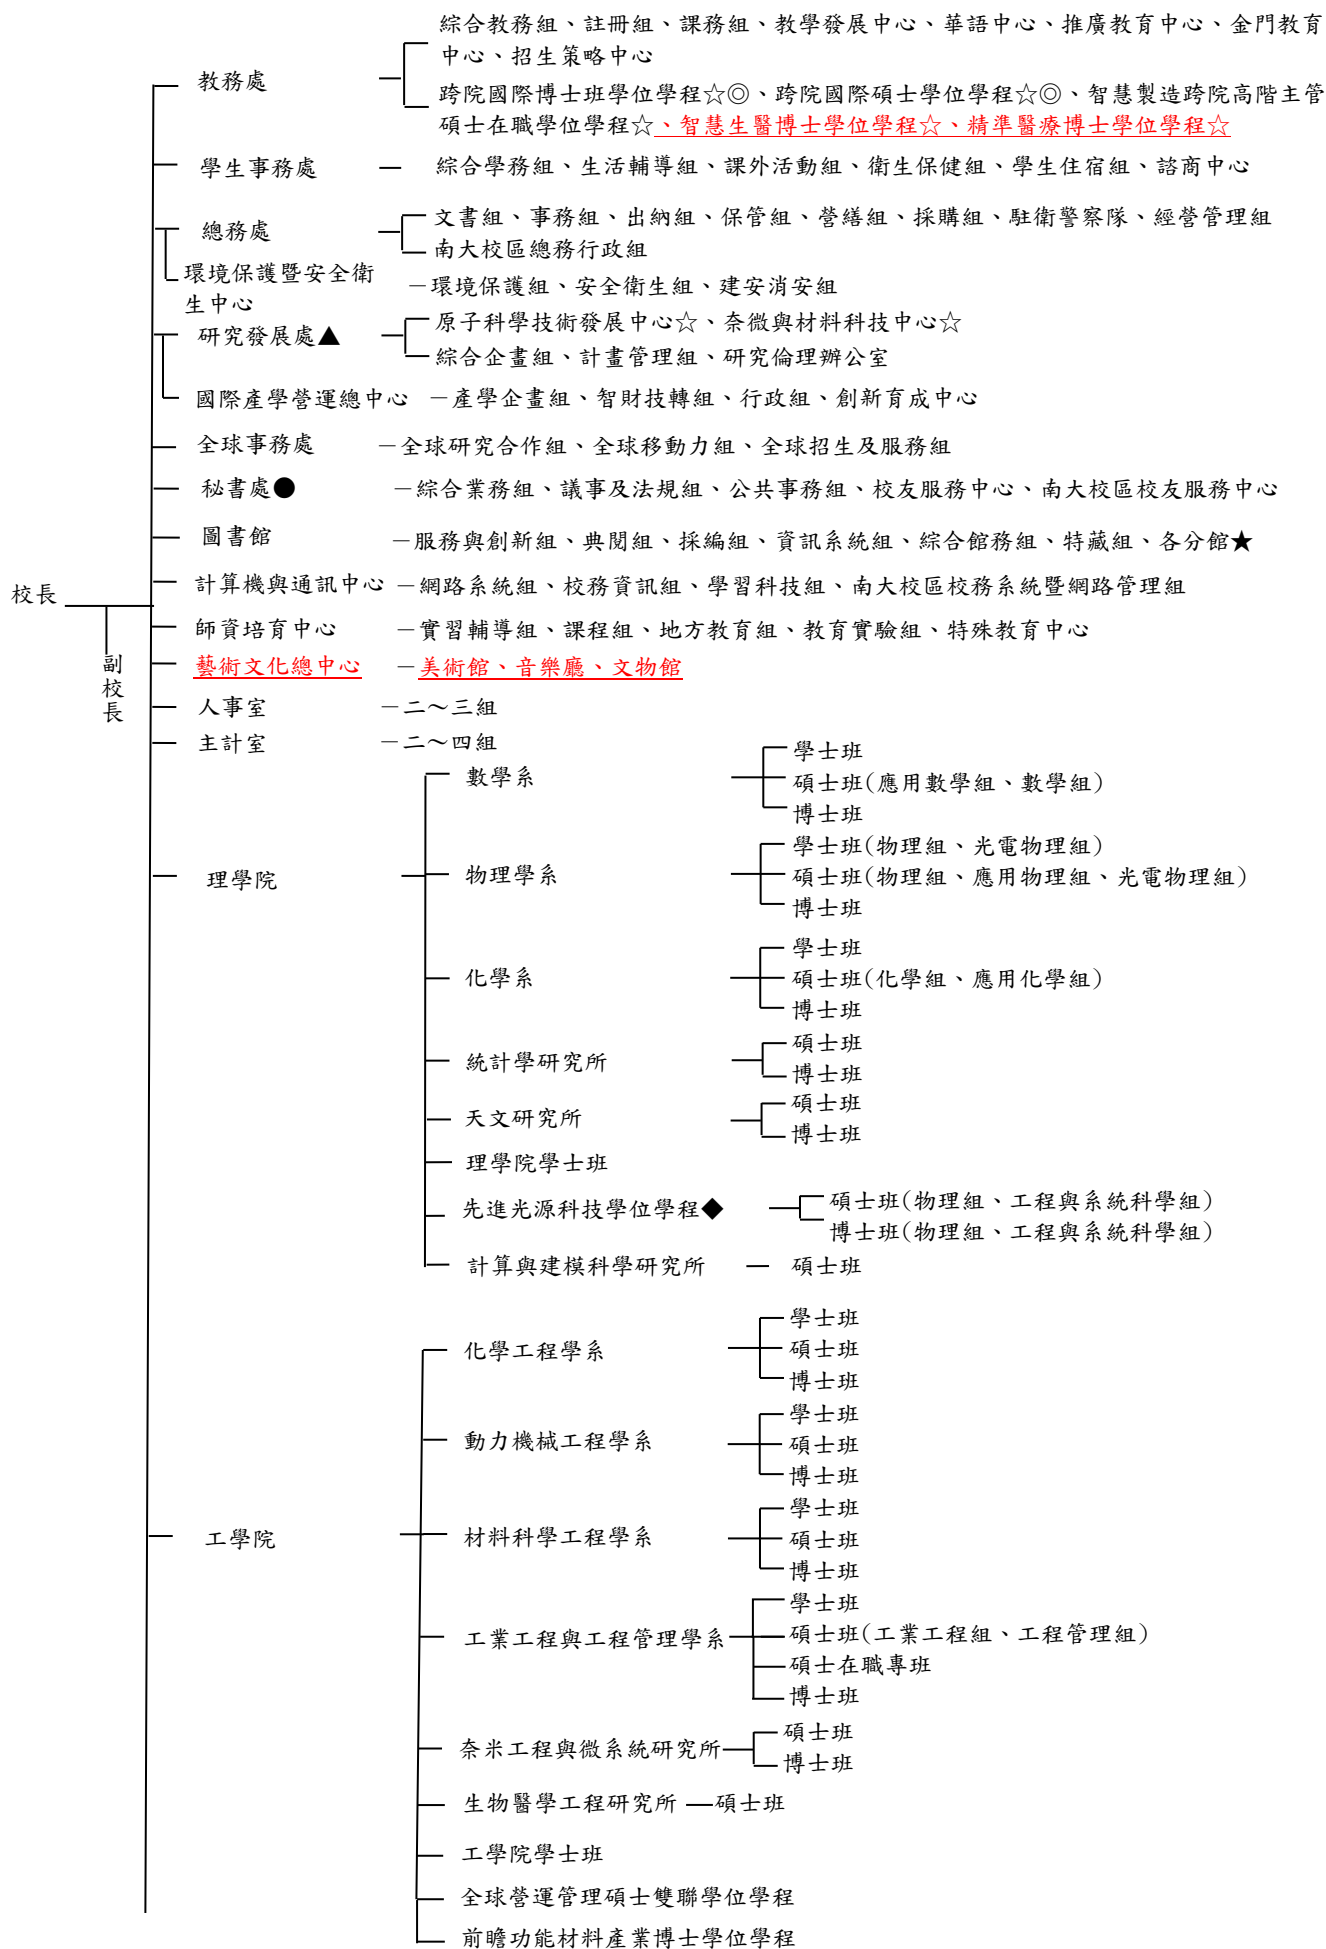 綜合教務組、註冊組、課務組、教學發展中心、華語中心、推廣教育中心、金門教育
中心、招生策略中心
教務處
跨院國際博士班學位學程☆◎、跨院國際碩士學位學程☆◎、智慧製造跨院高階主管
碩士在職學位學程☆、智慧生醫博士學位學程☆、精準醫療博士學位學程☆
學生事務處 — 綜合學務組、生活輔導組、課外活動組、衛生保健組、學生住宿組、諮商中心
文書組、事務組、出納組、保管組、營繕組、採購組、駐衛警察隊、經營管理組
總務處
南大校區總務行政組
環境保護暨安全衛
生中心
－環境保護組、安全衛生組、建安消安組
原子科學技術發展中心☆、奈微與材料科技中心☆
研究發展處▲
綜合企畫組、計畫管理組、研究倫理辦公室
國際產學營運總中心 －產學企畫組、智財技轉組、行政組、創新育成中心
全球事務處 －全球研究合作組、全球移動力組、全球招生及服務組
秘書處● －綜合業務組、議事及法規組、公共事務組、校友服務中心、南大校區校友服務中心
圖書館 －服務與創新組、典閱組、採編組、資訊系統組、綜合館務組、特藏組、各分館★
計算機與通訊中心 －網路系統組、校務資訊組、學習科技組、南大校區校務系統暨網路管理組
校長
師資培育中心 －實習輔導組、課程組、地方教育組、教育實驗組、特殊教育中心
副校長
藝術文化總中心 －美術館、音樂廳、文物館
人事室 －二～三組
主計室 －二～四組
學士班
數學系
碩士班(應用數學組、數學組)
博士班
理學院
學士班(物理組、光電物理組)
物理學系
碩士班(物理組、應用物理組、光電物理組)
博士班
學士班
化學系
碩士班(化學組、應用化學組)
博士班
碩士班
統計學研究所
博士班
碩士班
天文研究所
博士班
理學院學士班
碩士班(物理組、工程與系統科學組)
先進光源科技學位學程◆
博士班(物理組、工程與系統科學組)
計算與建模科學研究所 — 碩士班
學士班
化學工程學系
碩士班
博士班
學士班
動力機械工程學系
碩士班
博士班
工學院
學士班
材料科學工程學系
碩士班
博士班
學士班
工業工程與工程管理學系
碩士班(工業工程組、工程管理組)
碩士在職專班
博士班
碩士班
奈米工程與微系統研究所
博士班
生物醫學工程研究所 —碩士班
工學院學士班
全球營運管理碩士雙聯學位學程
前瞻功能材料產業博士學位學程